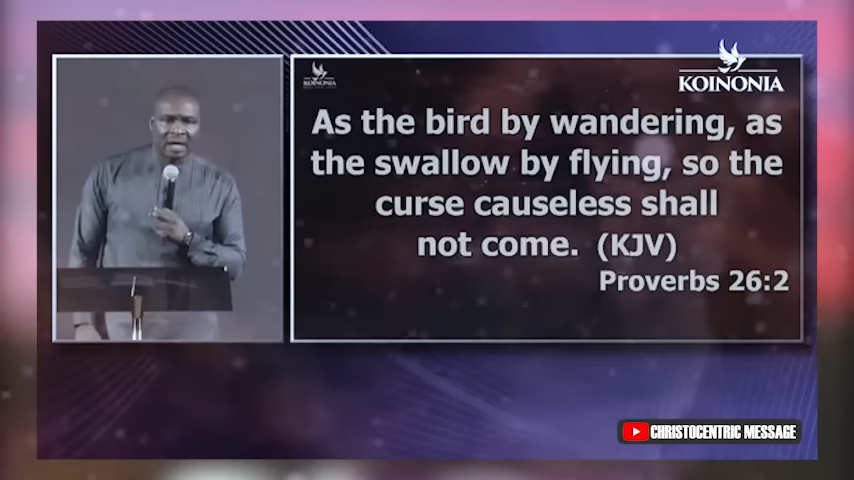 KOINONIA
KOINONIA
As the bird by wandering, as
the swallow by flying, so the
curse causeless shall
not come. (KJV)
Proverbs 26:2
CHRISTOCENTRIC MESSAGE